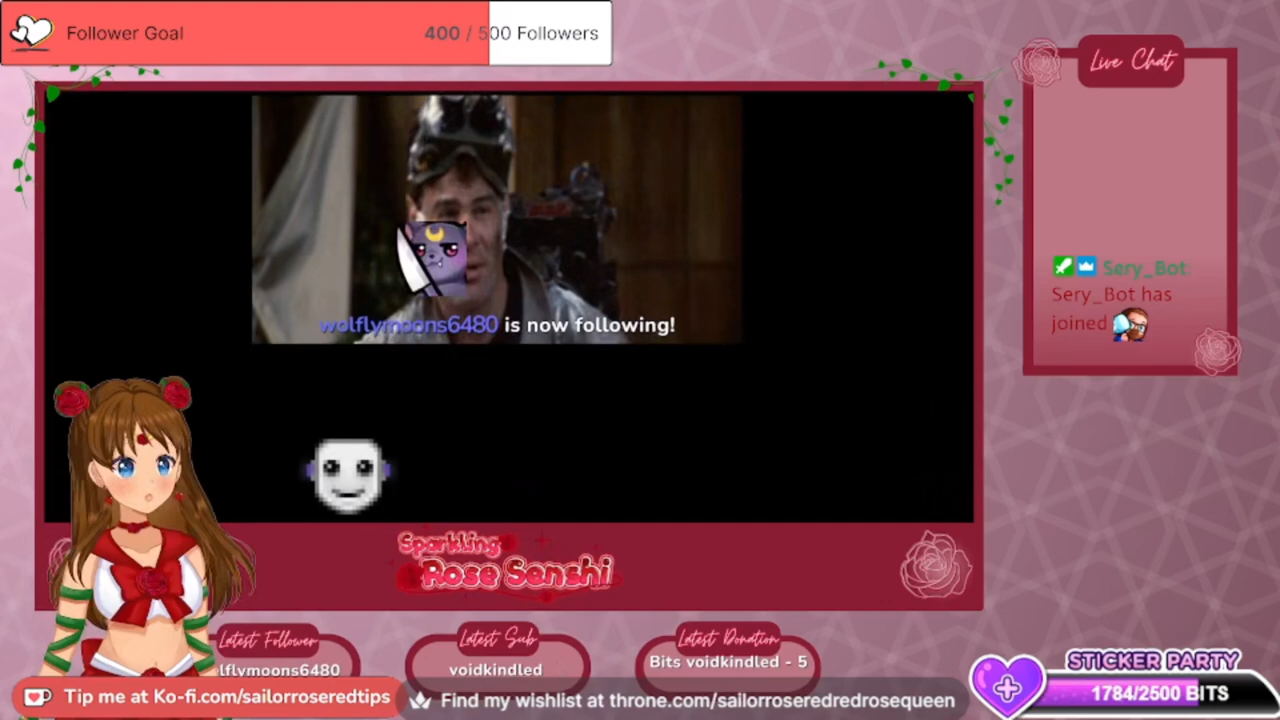 Follower Goal
400 / 500 Followers
Live Chat
wolflymoons6480 is now following!
Sery_Bot:
Sery_Bot has
joined
Sparkling
Rose Senshi
Latest Follower
lflymoons6480
Latest Sub
voidkindled
Latest Donation
Bits voidkindled - 5
STICKER PARTY
1784/2500 BITS
Tip me at Ko-fi.com/sailorroseredtips
Find my wishlist at throne.com/sailorroseredredrosequeen